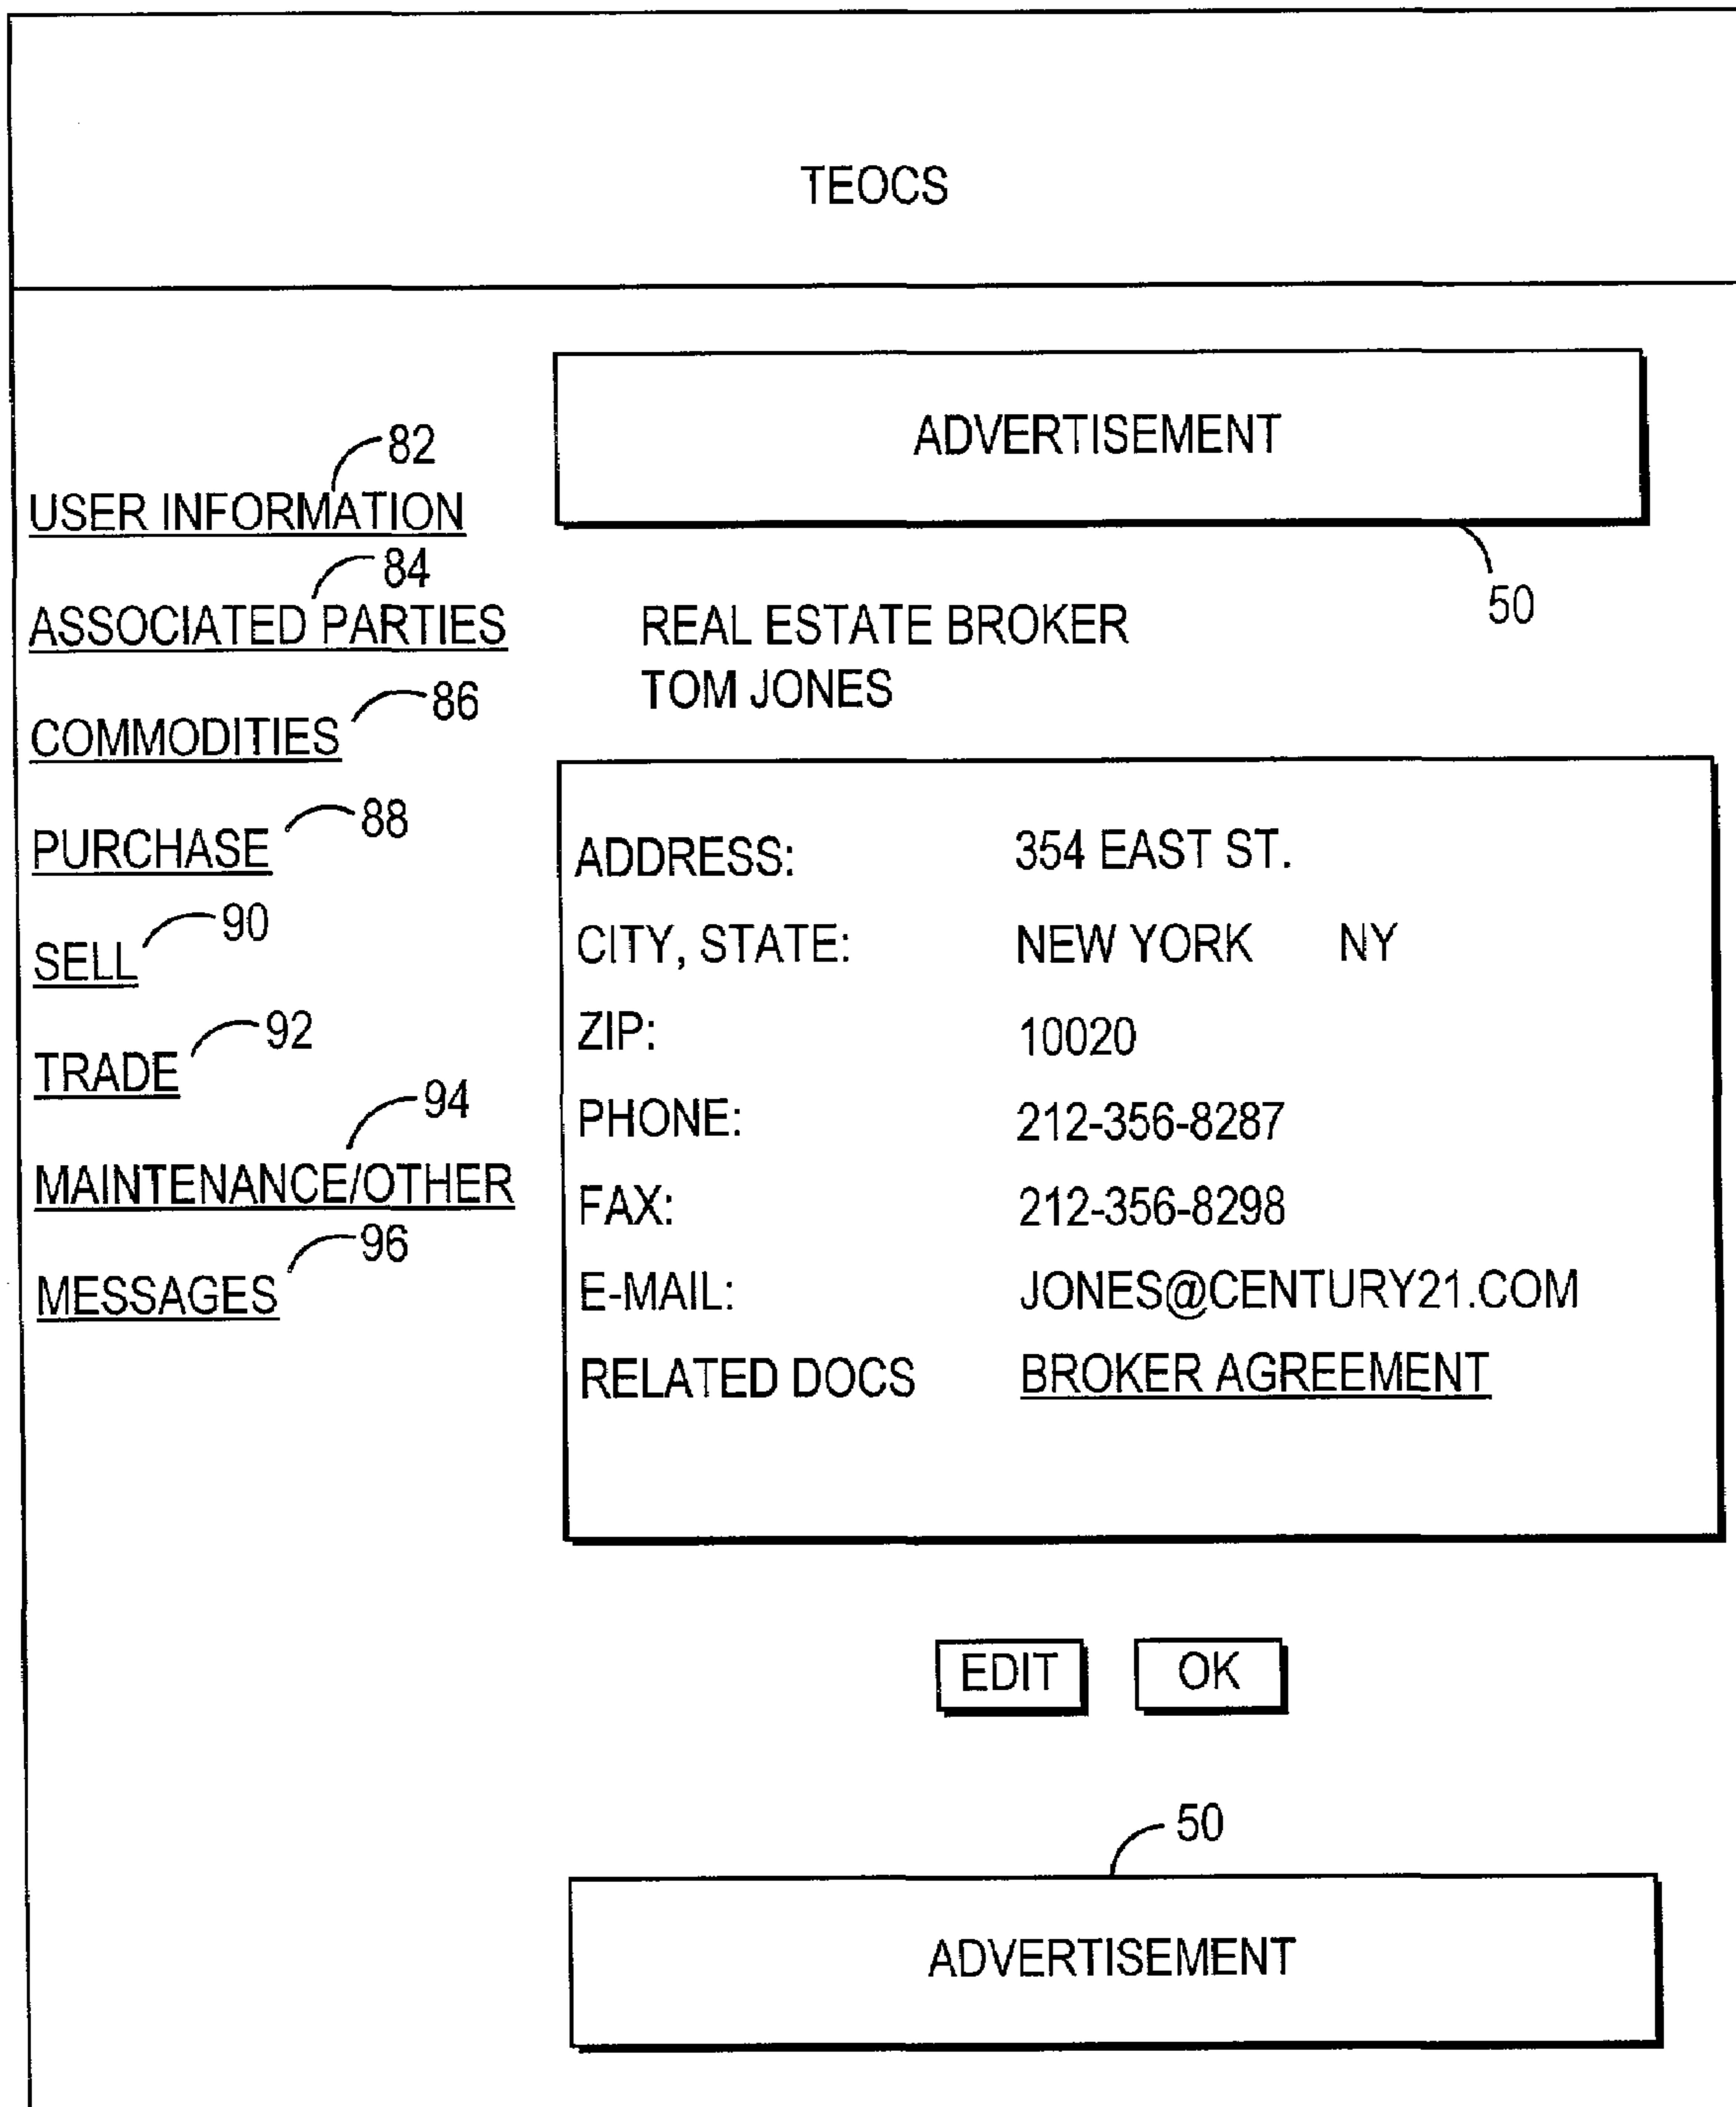 TEOCS
ADVERTISEMENT
50
82
USER INFORMATION
84
ASSOCIATED PARTIES
86
COMMODITIES
88
PURCHASE
90
SELL
92
TRADE
94
MAINTENANCE/OTHER
96
MESSAGES
REAL ESTATE BROKER
TOM JONES
ADDRESS: 354 EAST ST.
CITY, STATE: NEW YORK NY
ZIP: 10020
PHONE: 212-356-8287
FAX: 212-356-8298
E-MAIL: JONES@CENTURY21.COM
RELATED DOCS BROKER AGREEMENT
EDIT OK
50
ADVERTISEMENT